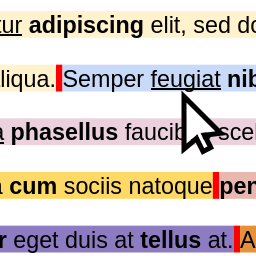 tur adipiscing elit, sed do
liqua. Semper feugiat nib
a phasellus faucib scel
a cum sociis natoque pen
r eget duis at tellus at. A